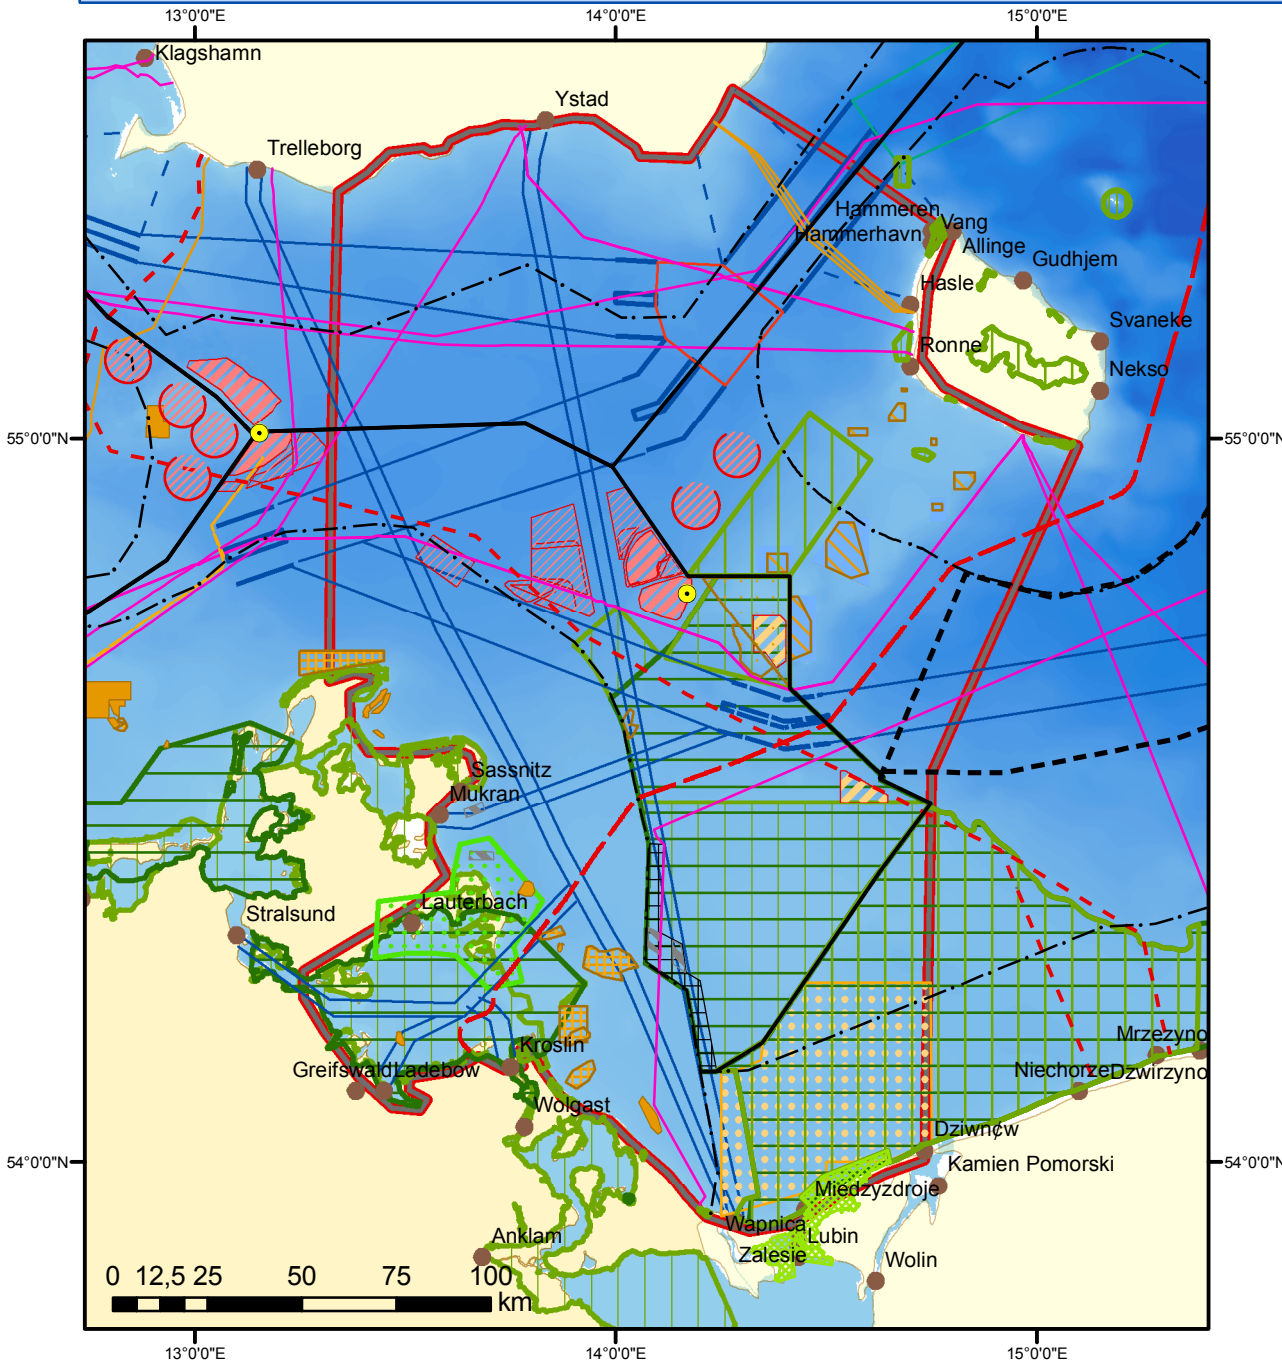 13°0'0"E 14°0'0"E 15°0'0"E
Klagshamn
Ystad
Trelleborg
Hammeren
Vang
Hammerhavn
Allinge
Gudhjem
Hasle
Svaneke
Ronne
Nekso
55°0'0"N 55°0'0"N
Sassnitz
Mukran
Lauterbach
Stralsund
Mrzezyno
Kroslin
Greifswald Ladebow
Niechorze Dzwirzyno
Wolgast
Dziwnćw
54°0'0"N 54°0'0"N
Kamien Pomorski
Miedzyzdroje
Wapnica
Lubin
Anklam
Zalesie
Wolin
0 12,5 25 50 75 100
km
13°0'0"E 14°0'0"E 15°0'0"E